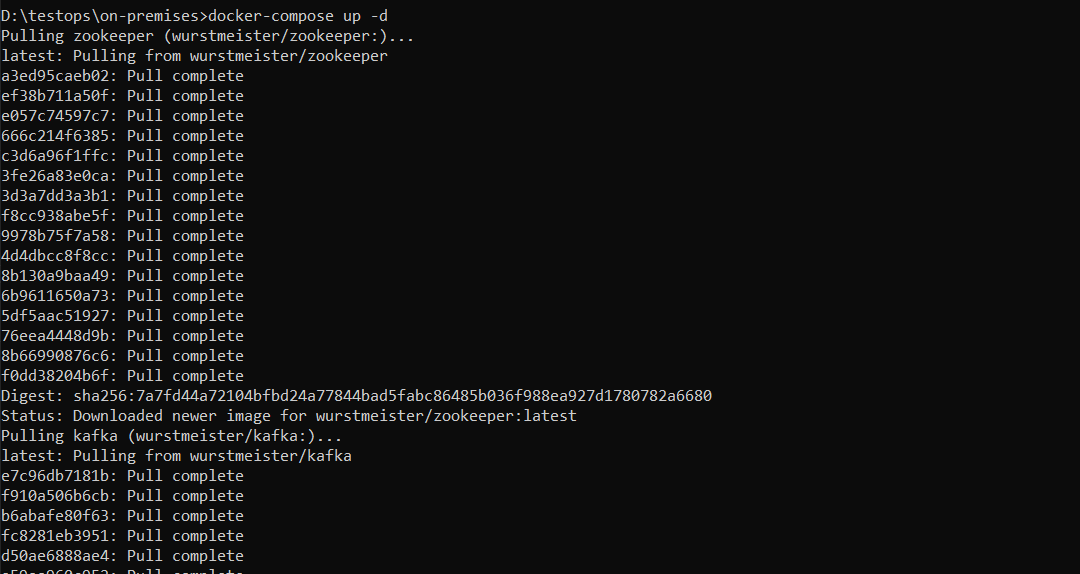 D:\testops\on-premises>docker-compose up -d
Pulling zookeeper (wurstmeister/zookeeper:)...
latest: Pulling from wurstmeister/zookeeper
a3ed95caeb02: Pull complete
ef38b711a50f: Pull complete
e057c74597c7: Pull complete
666c214f6385: Pull complete
c3d6a96f1ffc: Pull complete
3fe26a83e0ca: Pull complete
3d3a7dd3a3b1: Pull complete
f8cc938abe5f: Pull complete
9978b75f7a58: Pull complete
4d4dbcc8f8cc: Pull complete
8b130a9baa49: Pull complete
6b9611650a73: Pull complete
5df5aac51927: Pull complete
76eea4448d9b: Pull complete
8b66990876c6: Pull complete
f0dd38204b6f: Pull complete
Digest: sha256:7a7fd44a72104bfbd24a77844bad5fabc86485b036f988ea927d1780782a6680
Status: Downloaded newer image for wurstmeister/zookeeper:latest
Pulling kafka (wurstmeister/kafka:)...
latest: Pulling from wurstmeister/kafka
e7c96db7181b: Pull complete
f910a506b6cb: Pull complete
b6abafe80f63: Pull complete
fc8281eb3951: Pull complete
d50ae6888ae4: Pull complete